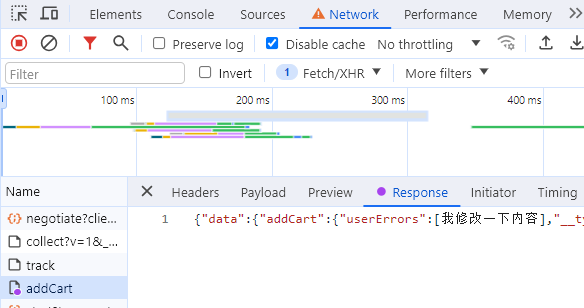 Elements Console Sources Network Performance Memory
Preserve log Disable cache No throttling
Filter Invert 1 Fetch/XHR More filters
100 ms 200 ms 300 ms 400 ms
Name Headers Payload Preview Response Initiator Timing
negotiate?clie...
collect?v=1&_...
track
addCart
1 {"data":{"addCart":{"userErrors":[我修改一下内容],"__ty